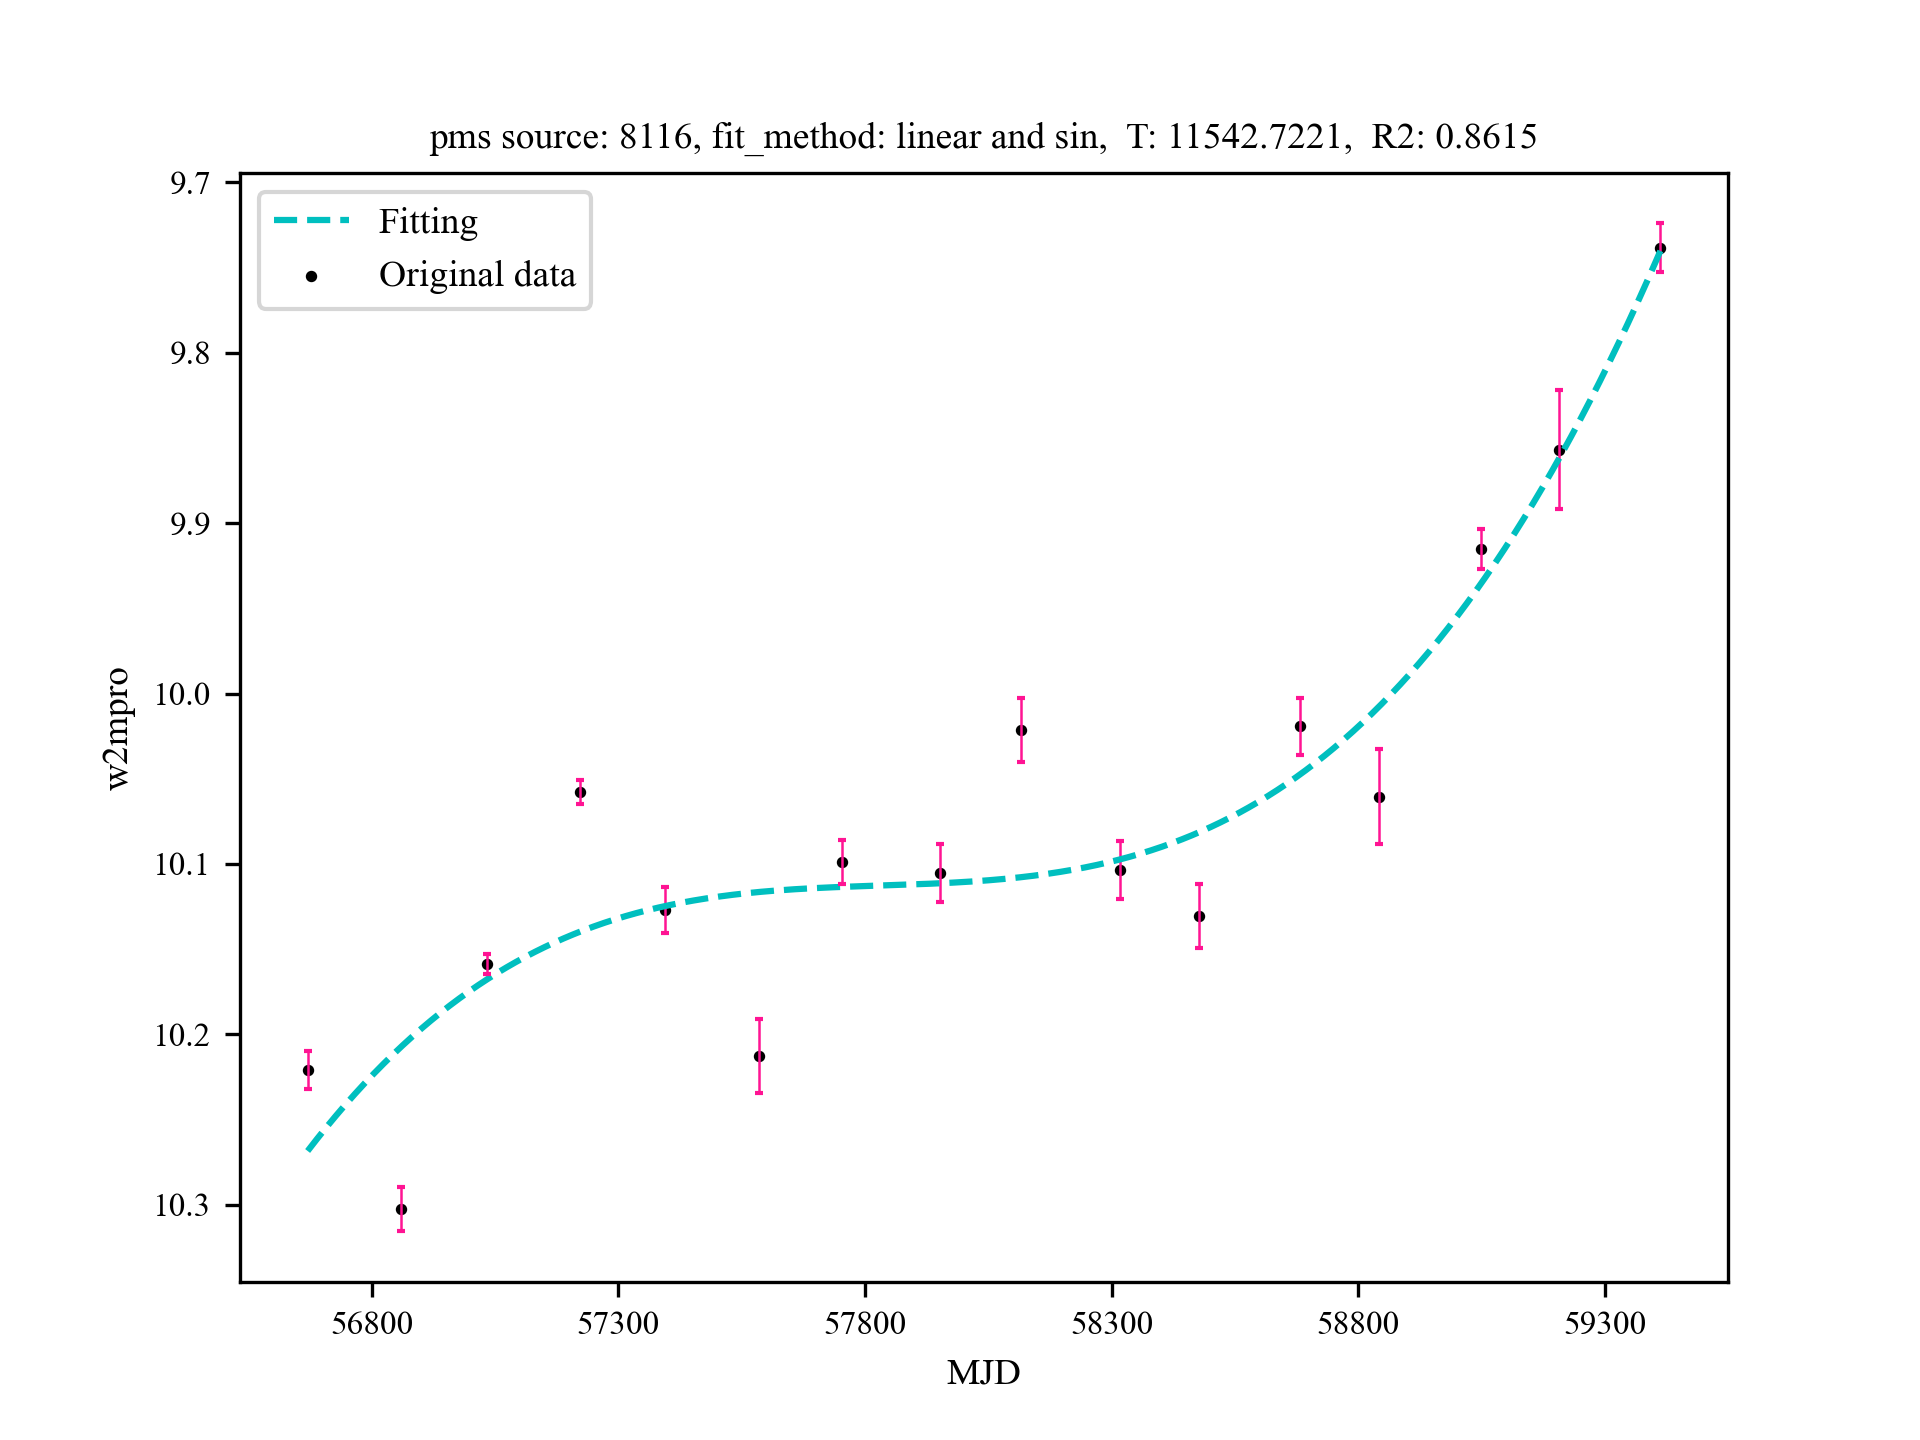 pms source: 8116, fit_method: linear and sin,  T: 11542.7221,  R2: 0.8615
Fitting
Original data
9.7
9.8
9.9
10.0
10.1
10.2
10.3
w2mpro
56800 57300 57800 58300 58800 59300
MJD